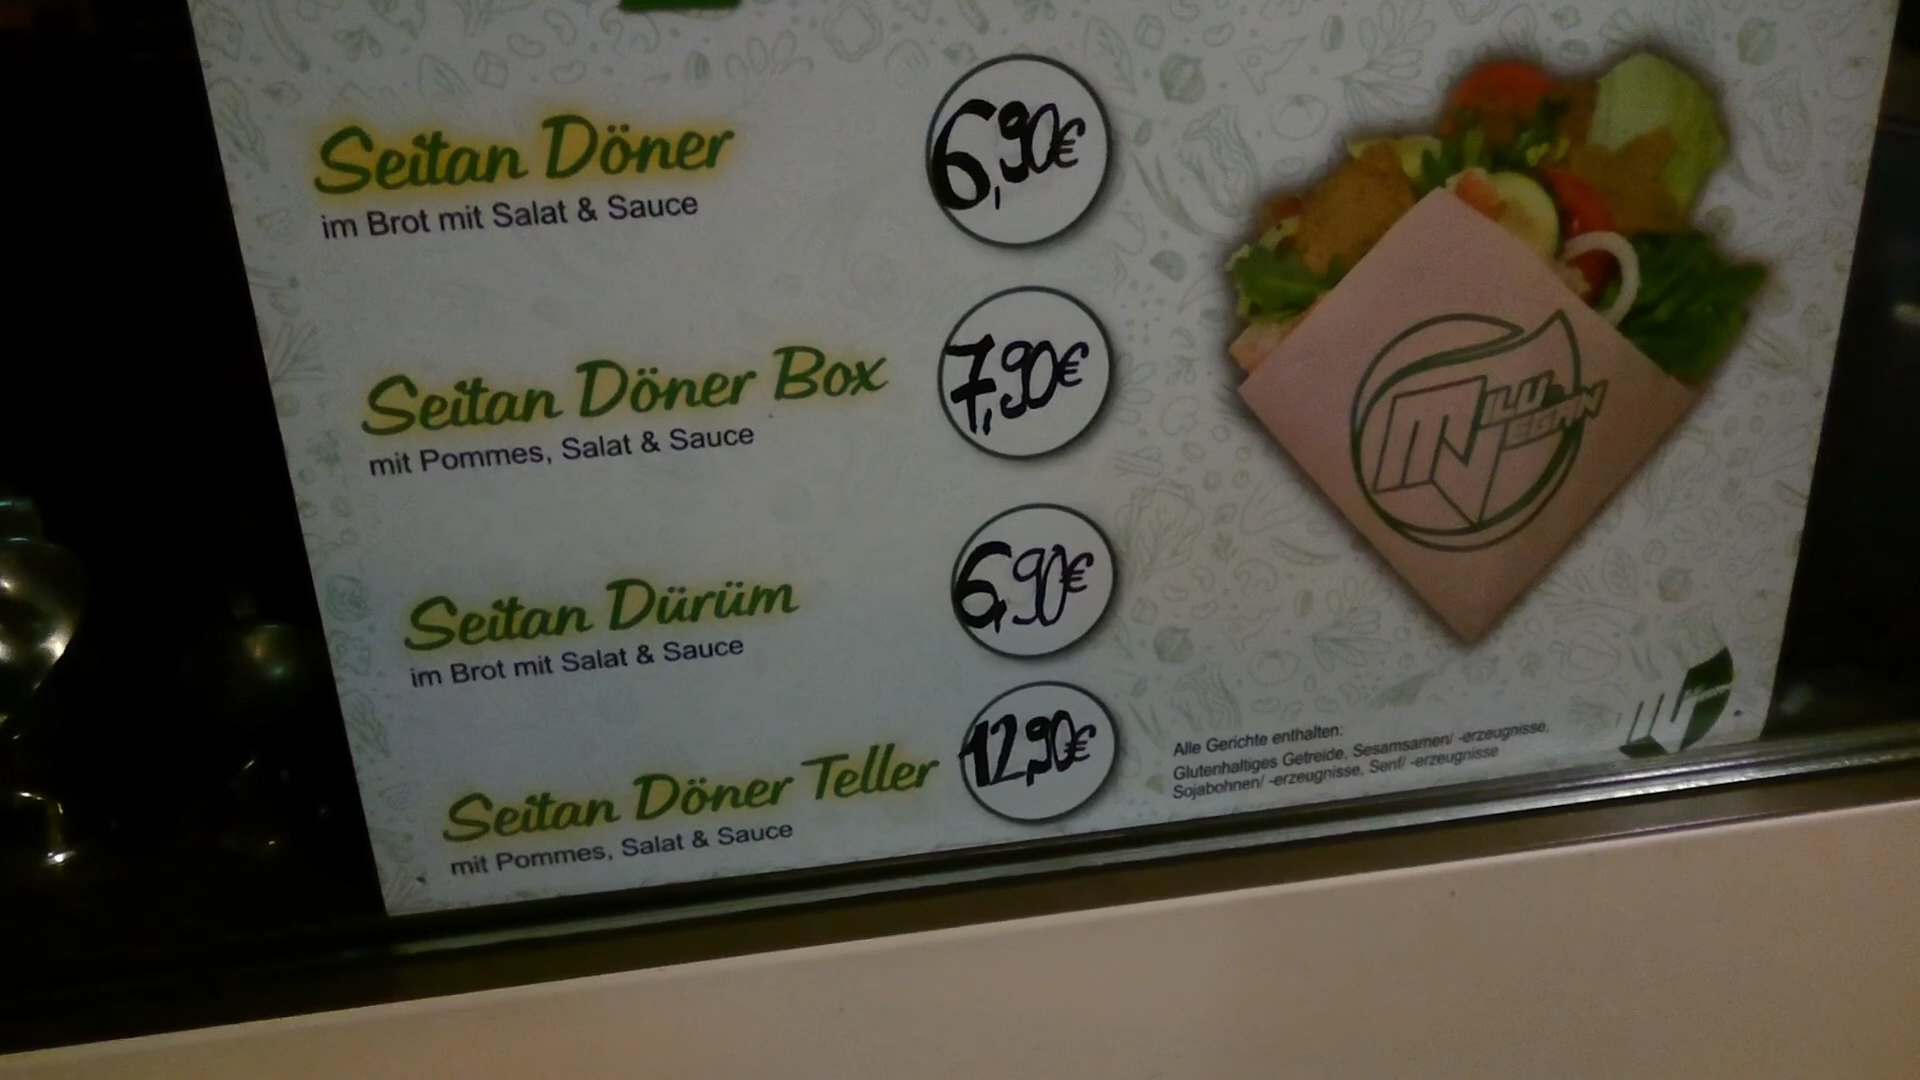 Seitan Döner 6,90€
im Brot mit Salat & Sauce
Seitan Döner Box 7,90€
mit Pommes, Salat & Sauce
Seitan Dürüm 6,90€
im Brot mit Salat & Sauce
Seitan Döner Teller 12,90€
mit Pommes, Salat & Sauce
MILU
VEGAN
Alle Gerichte enthalten:
Glutenhaltiges Getreide, Sesamsamen/ -erzeugnisse,
Sojabohnen/ -erzeugnisse, Senf/ -erzeugnisse